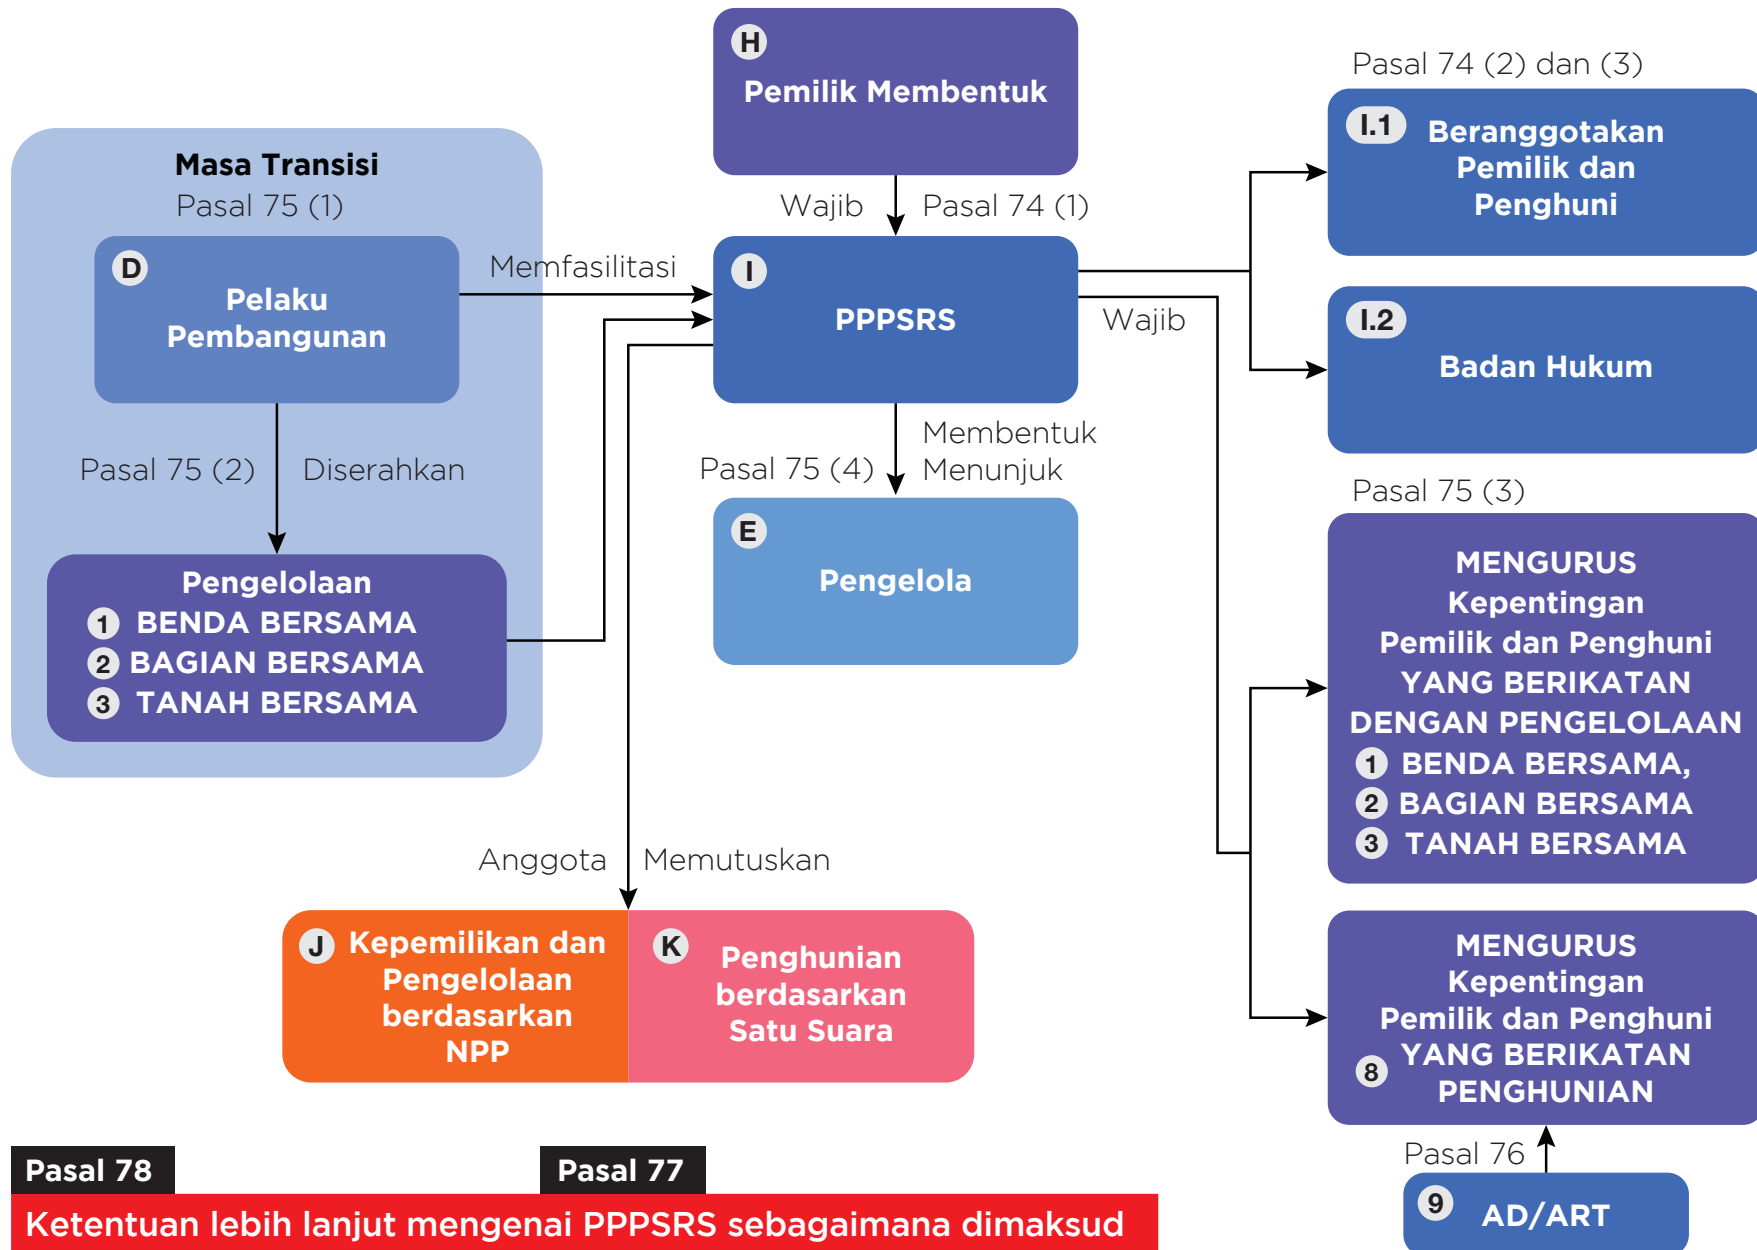 H
Pemilik Membentuk
Wajib
Pasal 74 (1)
Masa Transisi
Pasal 75 (1)
D
Pelaku
Pembangunan
Memfasilitasi
Pasal 75 (2)
Diserahkan
Pengelolaan
1 BENDA BERSAMA
2 BAGIAN BERSAMA
3 TANAH BERSAMA
I
PPPSRS
Wajib
Pasal 75 (4)
Membentuk
Menunjuk
E
Pengelola
Anggota
Memutuskan
J
Kepemilikan dan
Pengelolaan
berdasarkan
NPP
K
Penghunian
berdasarkan
Satu Suara
Pasal 74 (2) dan (3)
I.1
Beranggotakan
Pemilik dan
Penghuni
I.2
Badan Hukum
Pasal 75 (3)
MENGURUS
Kepentingan
Pemilik dan Penghuni
YANG BERIKATAN
DENGAN PENGELOLAAN
1 BENDA BERSAMA,
2 BAGIAN BERSAMA
3 TANAH BERSAMA
MENGURUS
Kepentingan
Pemilik dan Penghuni
8 YANG BERIKATAN
PENGHUNIAN
Pasal 76
9 AD/ART
Pasal 78
Pasal 77
Ketentuan lebih lanjut mengenai PPPSRS sebagaimana dimaksud